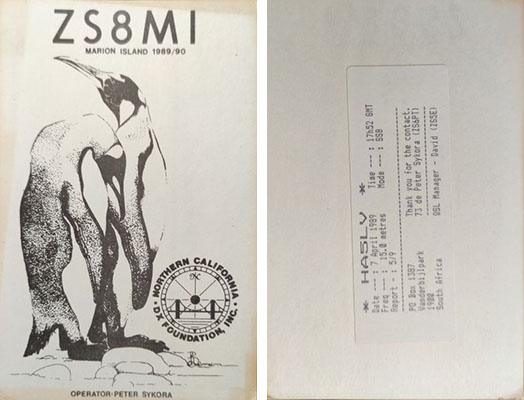 ZS8MI
MARION ISLAND 1989/90
NORTHERN CALIFORNIA
DX FOUNDATION, INC.
OPERATOR-PETER SYKORA
* HA5LV *
Date --- : 7 April 1989 Time --- : 17h52 GMT
Freq --- : 15.0 metres Mode --- : SSB
Report - : 5/9
PO Box 1387 Thank you for the contact.
Vanderbijlpark 73 de Peter Sykora (ZS6PT)
1900
South Africa QSL Manager - David (ZS5E)